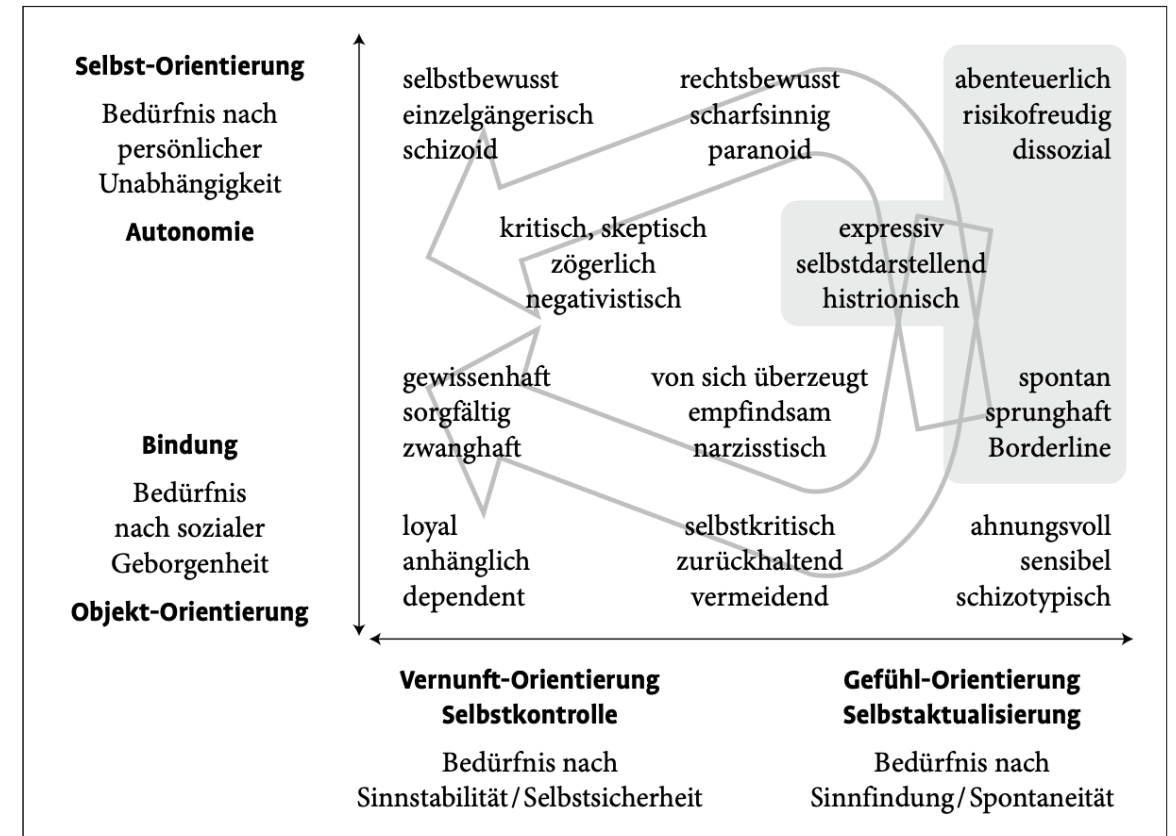 Selbst-Orientierung
Bedürfnis nach
persönlicher
Unabhängigkeit
Autonomie
Bindung
Bedürfnis
nach sozialer
Geborgenheit
Objekt-Orientierung
selbstbewusst
einzelgängerisch
schizoid
rechtsbewusst
scharfsinnig
paranoid
abenteuerlich
risikofreudig
dissozial
kritisch, skeptisch
zögerlich
negativistisch
expressiv
selbstdarstellend
histrionisch
gewissenhaft
sorgfältig
zwanghaft
von sich überzeugt
empfindsam
narzisstisch
spontan
sprunghaft
Borderline
loyal
anhänglich
dependent
selbstkritisch
zurückhaltend
vermeidend
ahnungsvoll
sensibel
schizotypisch
Vernunft-Orientierung
Selbstkontrolle
Bedürfnis nach
Sinnstabilität/Selbstsicherheit
Gefühl-Orientierung
Selbstaktualisierung
Bedürfnis nach
Sinnfindung/Spontaneität